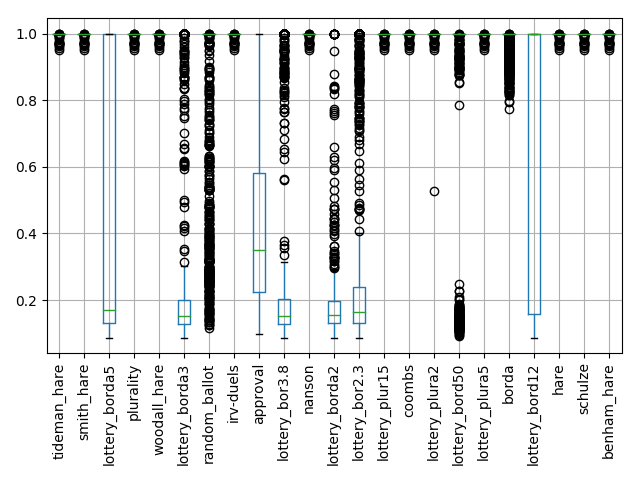 1.0
0.8
0.6
0.4
0.2
tideman_hare
smith_hare
lottery_borda5
plurality
woodall_hare
lottery_borda3
random_ballot
irv-duels
approval
lottery_bor3.8
nanson
lottery_borda2
lottery_bor2.3
lottery_plur15
coombs
lottery_plura2
lottery_bord50
lottery_plura5
borda
lottery_bord12
hare
schulze
benham_hare